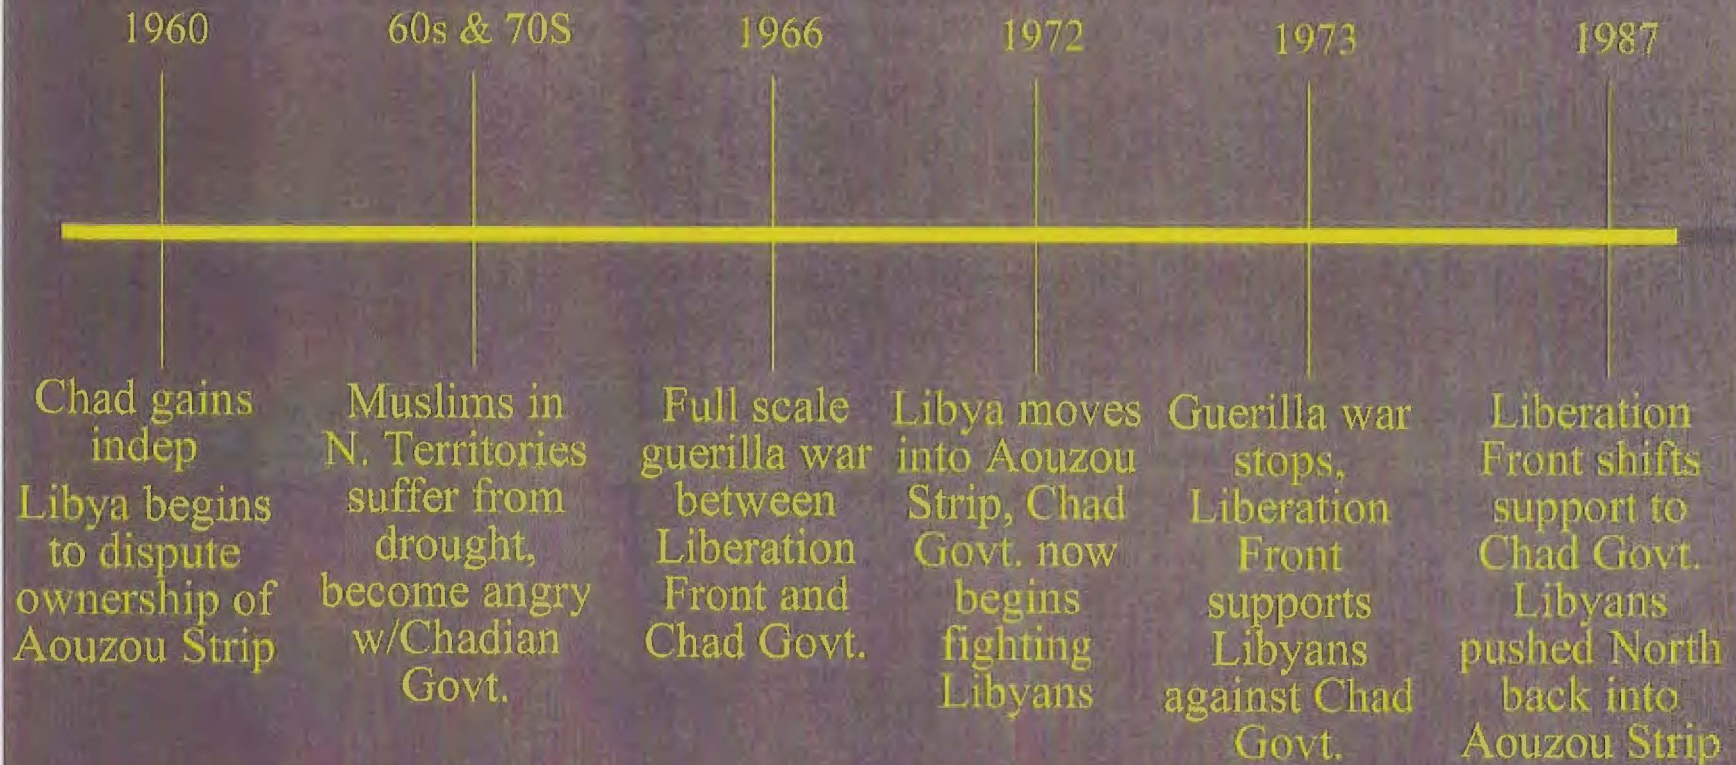 1960
Chad gains
indep
Libya begins
to dispute
ownership of
Aouzou Strip
60s & 70S
Muslims in
N. Territories
suffer from
drought,
become angry
w/Chadian
Govt.
1966
Full scale
guerilla war
between
Liberation
Front and
Chad Govt.
1972
Libya moves
into Aouzou
Strip, Chad
Govt. now
begins
fighting
Libyans
1973
Guerilla war
stops,
Liberation
Front
supports
Libyans
against Chad
Govt.
1987
Liberation
Front shifts
support to
Chad Govt.
Libyans
pushed North
back into
Aouzou Strip